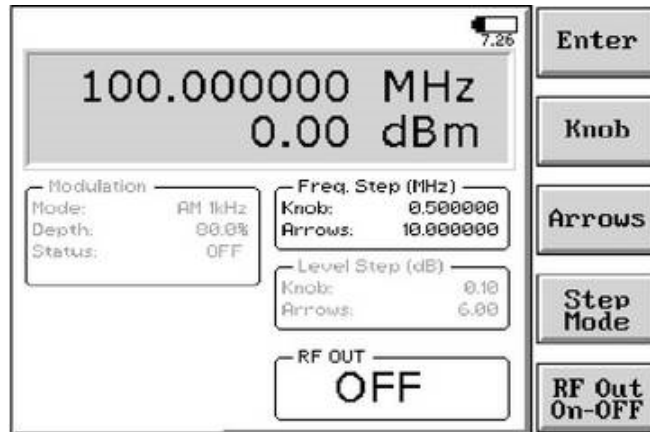 7.26
100.000000 MHz
0.00 dBm
Modulation
Mode: AM 1kHz
Depth: 80.0%
Status: OFF
Freq. Step (MHz)
Knob: 0.500000
Arrows: 10.000000
Level Step (dB)
Knob: 0.10
Arrows: 6.00
RF OUT
OFF
Enter
Knob
Arrows
Step
Mode
RF Out
On-OFF